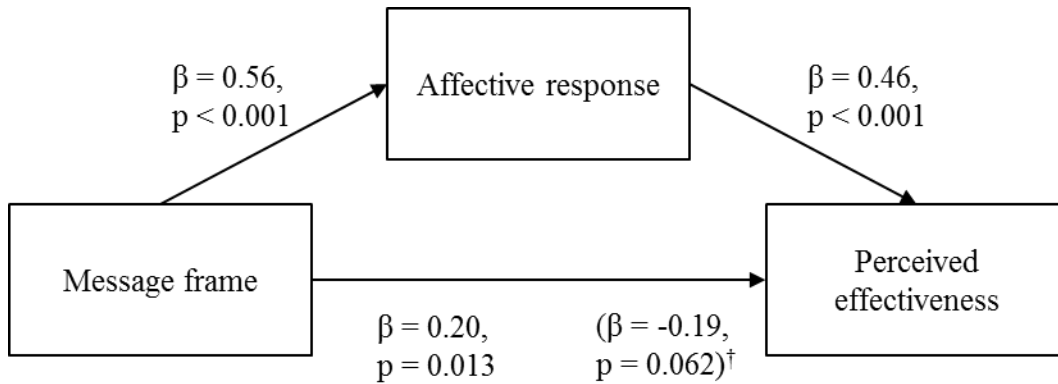 β = 0.56,
p < 0.001
Affective response
β = 0.46,
p < 0.001
Message frame
Perceived
effectiveness
β = 0.20,
p = 0.013
(β = -0.19,
p = 0.062)†